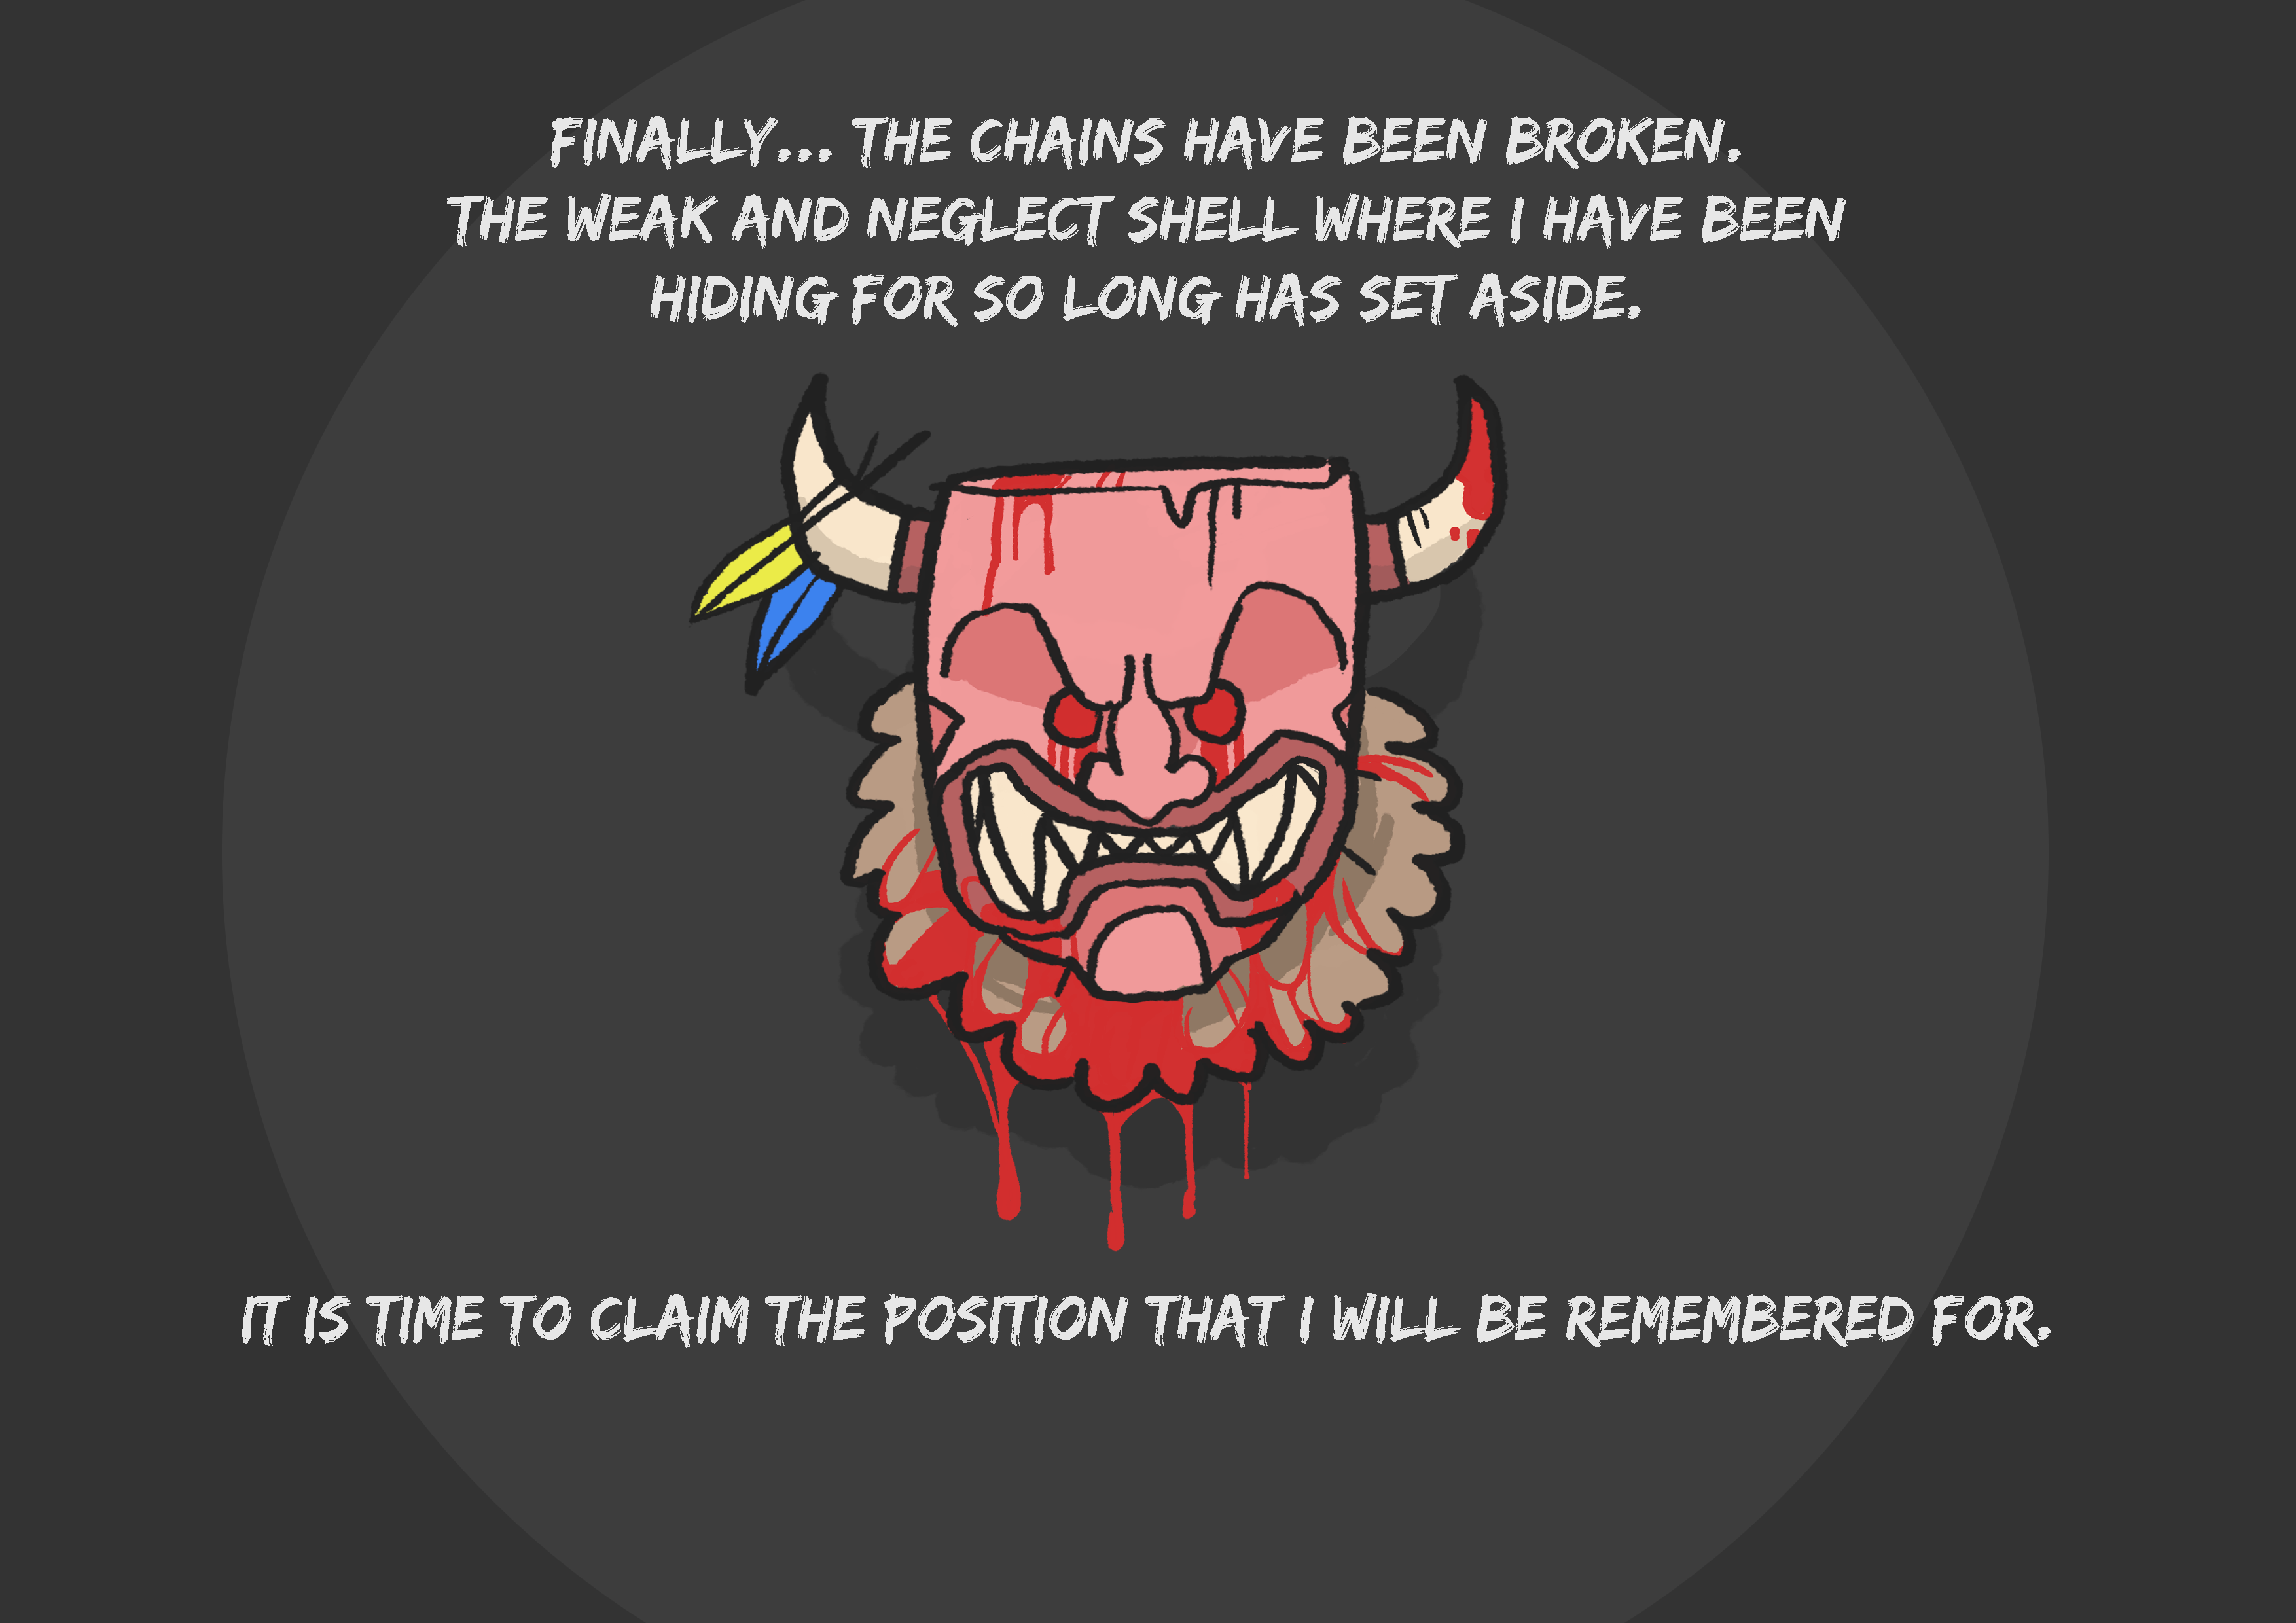 FINALLY... THE CHAINS HAVE BEEN BROKEN.
THE WEAK AND NEGLECT SHELL WHERE I HAVE BEEN
HIDING FOR SO LONG HAS SET ASIDE.
IT IS TIME TO CLAIM THE POSITION THAT I WILL BE REMEMBERED FOR.